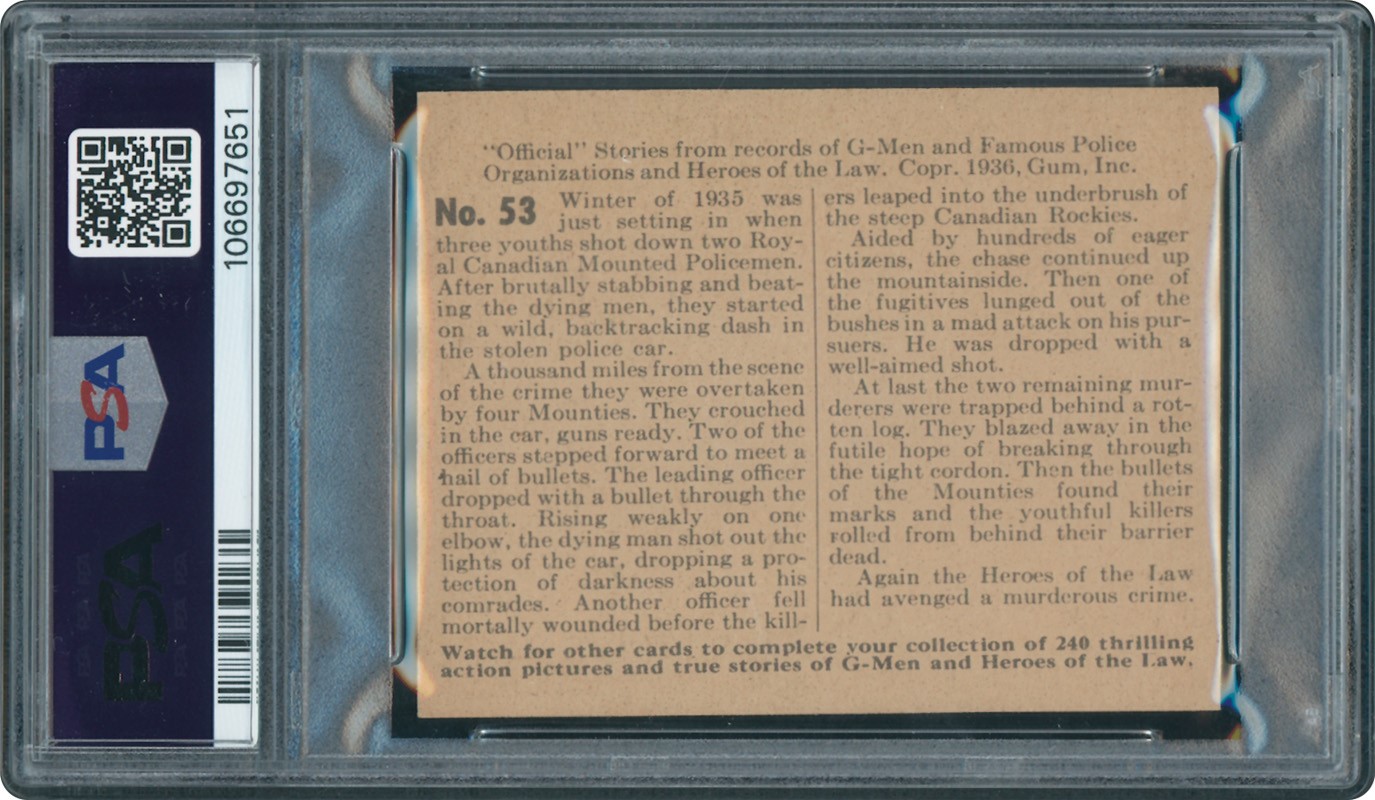 106697651
PSA
PSA
"Official" Stories from records of G-Men and Famous Police
Organizations and Heroes of the Law. Copr. 1936, Gum, Inc.
No. 53
Winter of 1935 was
just setting in when
three youths shot down two Roy-
al Canadian Mounted Policemen.
After brutally stabbing and beat-
ing the dying men, they started
on a wild, backtracking dash in
the stolen police car.
A thousand miles from the scene
of the crime they were overtaken
by four Mounties. They crouched
in the car, guns ready. Two of the
officers stepped forward to meet a
hail of bullets. The leading officer
dropped with a bullet through the
throat. Rising weakly on one
elbow, the dying man shot out the
lights of the car, dropping a pro-
tection of darkness about his
comrades. Another officer fell
mortally wounded before the kill-
ers leaped into the underbrush of
the steep Canadian Rockies.
Aided by hundreds of eager
citizens, the chase continued up
the mountainside. Then one of
the fugitives lunged out of the
bushes in a mad attack on his pur-
suers. He was dropped with a
well-aimed shot.
At last the two remaining mur-
derers were trapped behind a rot-
ten log. They blazed away in the
futile hope of breaking through
the tight cordon. Then the bullets
of the Mounties found their
marks and the youthful killers
rolled from behind their barrier
dead.
Again the Heroes of the Law
had avenged a murderous crime.
Watch for other cards to complete your collection of 240 thrilling
action pictures and true stories of G-Men and Heroes of the Law.